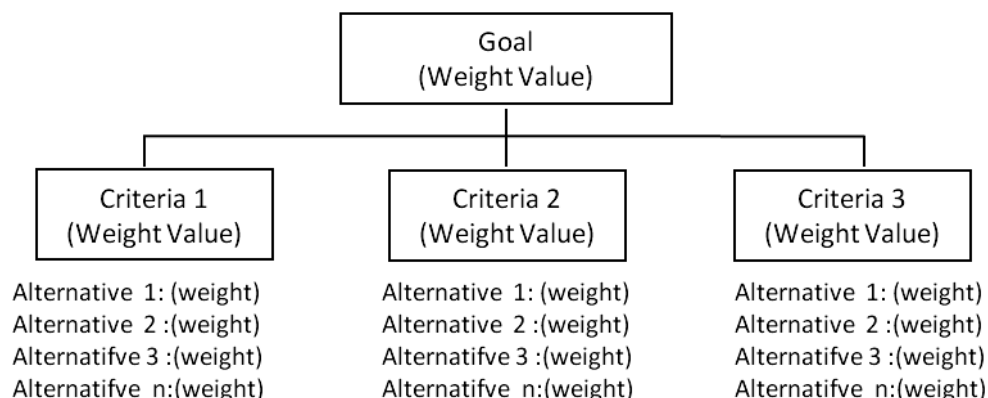 Goal
(Weight Value)
Criteria 1
(Weight Value)
Criteria 2
(Weight Value)
Criteria 3
(Weight Value)
Alternative 1: (weight)
Alternative 2 :(weight)
Alternatifve 3 :(weight)
Alternatifve n:(weight)
Alternative 1: (weight)
Alternative 2 :(weight)
Alternatifve 3 :(weight)
Alternatifve n:(weight)
Alternative 1: (weight)
Alternative 2 :(weight)
Alternatifve 3 :(weight)
Alternatifve n:(weight)